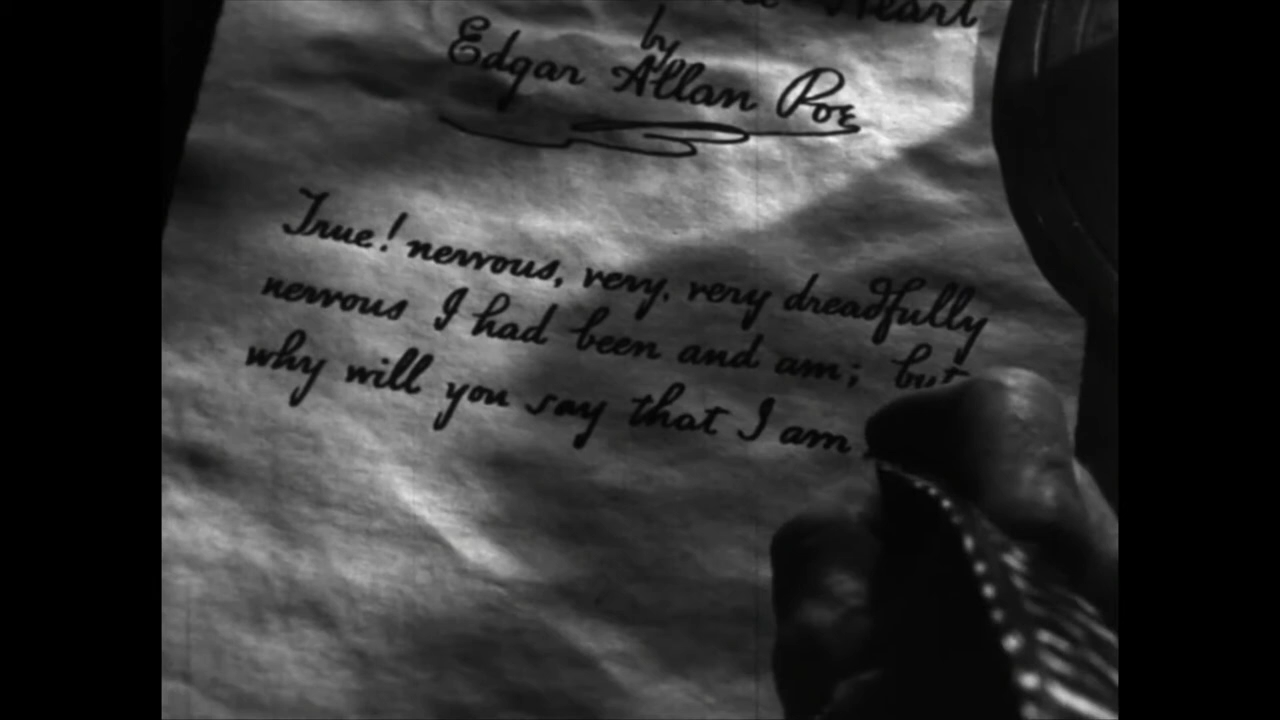 Heart
by
Edgar Allan Poe
True! nervous, very, very dreadfully
nervous I had been and am; but
why will you say that I am